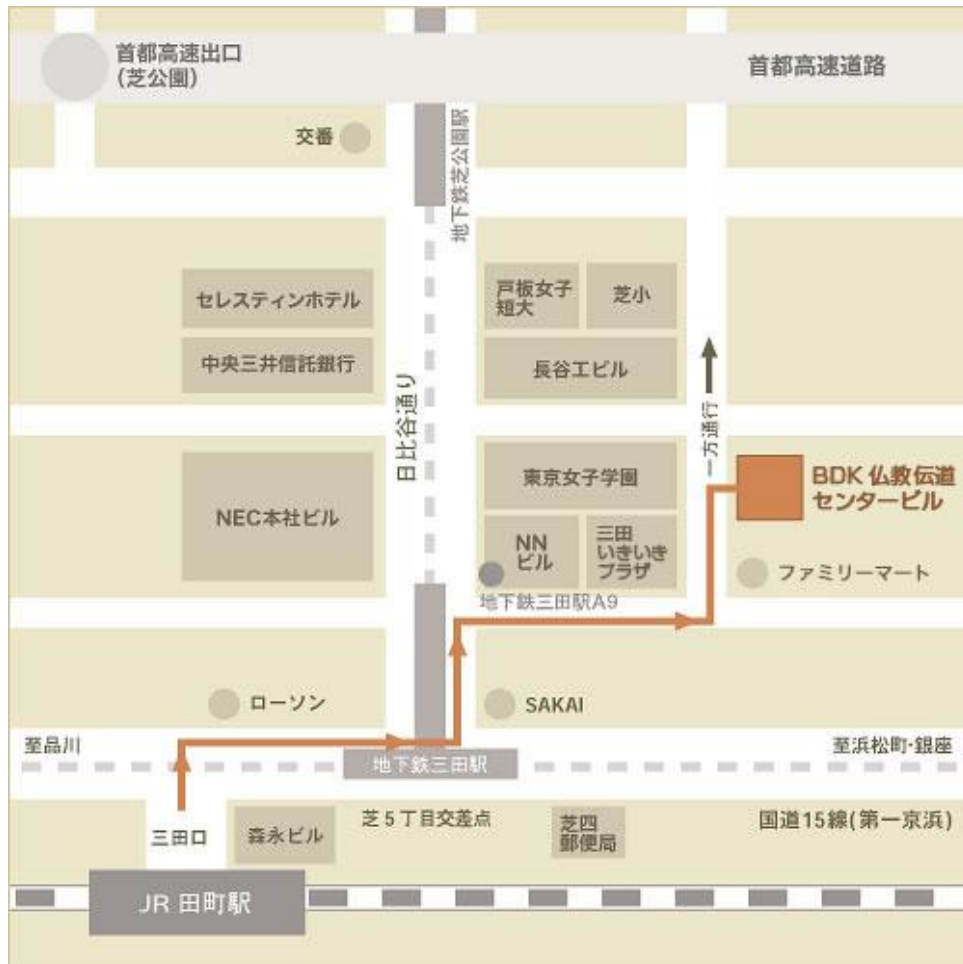 首都高速出口
(芝公園)
首都高速道路
交番
地下鉄芝公園駅
セレスティンホテル
戸板女子
短大
芝小
中央三井信託銀行
長谷工ビル
日比谷通り
一方通行
NEC本社ビル
東京女子学園
BDK 仏教伝道
センタービル
NN
ビル
三田
いきいき
プラザ
ファミリーマート
地下鉄三田駅A9
ローソン
SAKAI
至品川
至浜松町・銀座
地下鉄三田駅
三田口
森永ビル
芝5丁目交差点
芝四
郵便局
国道15線(第一京浜)
JR 田町駅